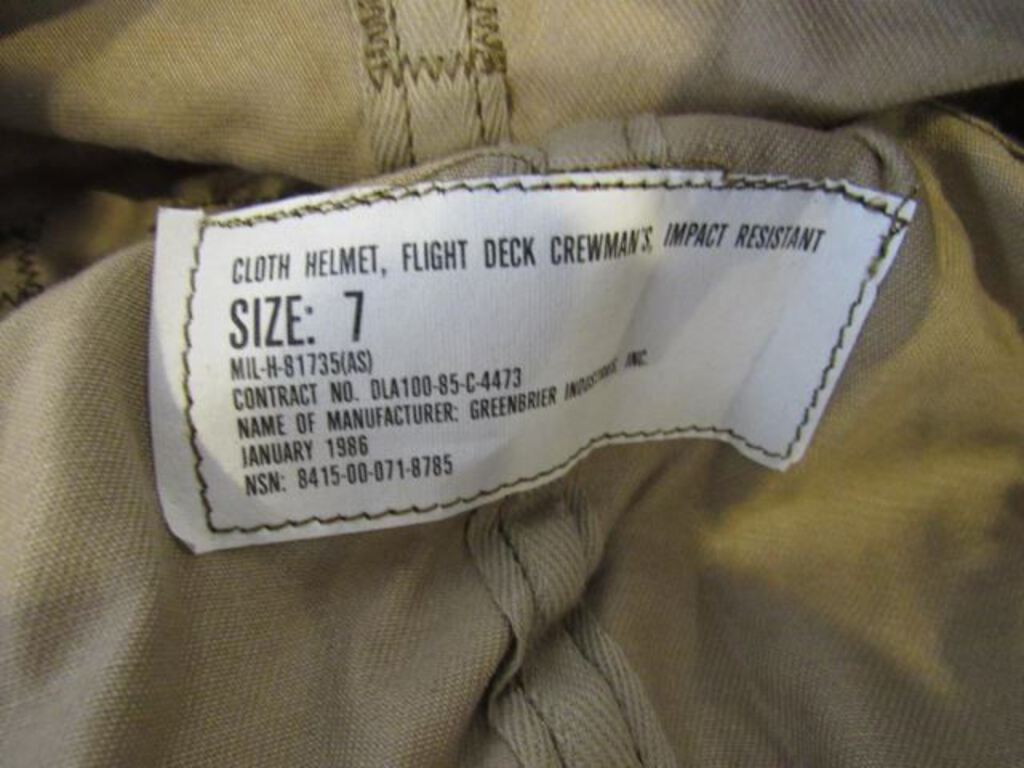 CLOTH HELMET, FLIGHT DECK CREWMAN'S, IMPACT RESISTANT
SIZE: 7
MIL-H-81735(AS)
CONTRACT NO. DLA100-85-C-4473
NAME OF MANUFACTURER: GREENBRIER INDUSTRIES, INC.
JANUARY 1986
NSN: 8415-00-071-8785